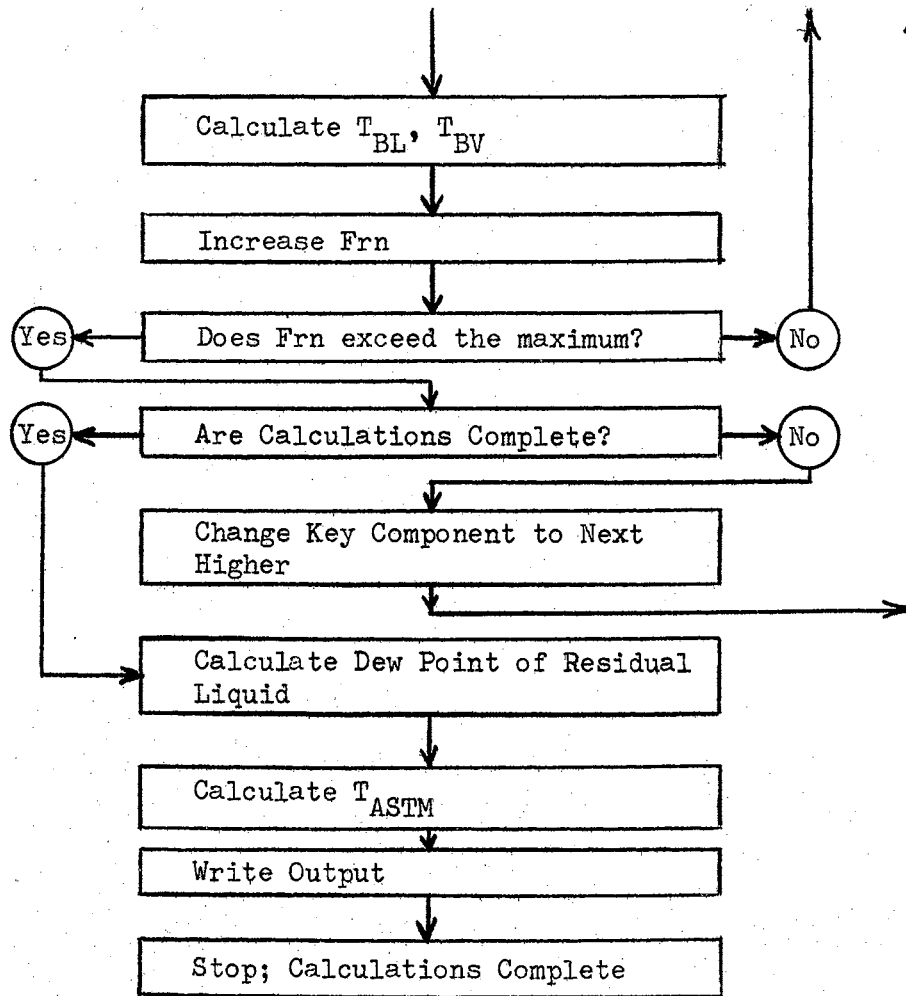 Calculate T_BL, T_BV
Increase Frn
Yes
Does Frn exceed the maximum?
No
Yes
Are Calculations Complete?
No
Change Key Component to Next
Higher
Calculate Dew Point of Residual
Liquid
Calculate T_ASTM
Write Output
Stop; Calculations Complete